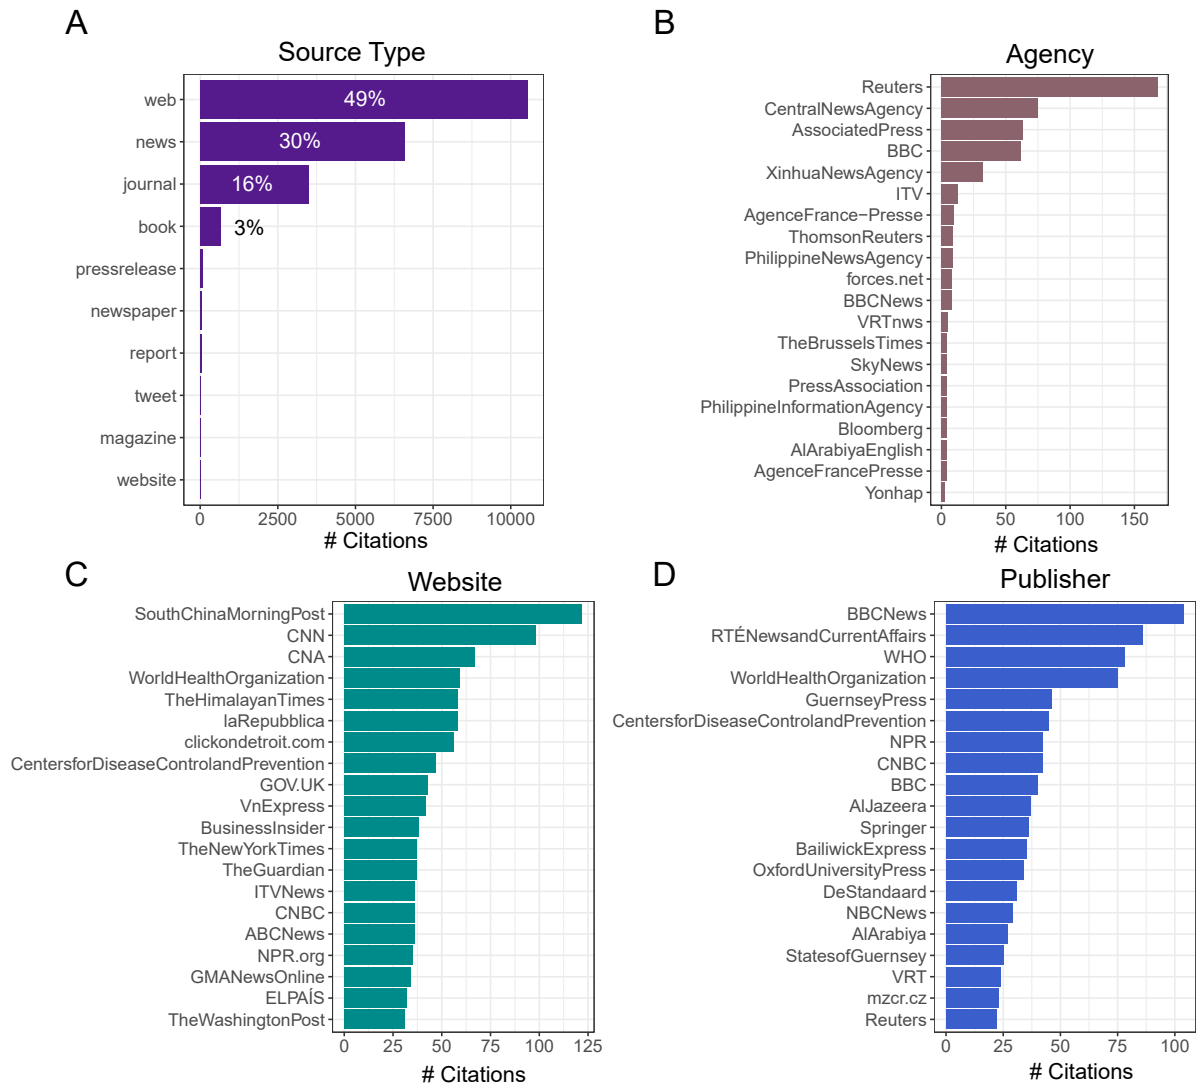 A
Source Type
web
49%
news
30%
journal
16%
book
3%
pressrelease
newspaper
report
tweet
magazine
website
0 2500 5000 7500 10000
# Citations
B
Agency
Reuters
CentralNewsAgency
AssociatedPress
BBC
XinhuaNewsAgency
ITV
AgenceFrance−Presse
ThomsonReuters
PhilippineNewsAgency
forces.net
BBCNews
VRTnws
TheBrusselsTimes
SkyNews
PressAssociation
PhilippineInformationAgency
Bloomberg
AlArabiyaEnglish
AgenceFrancePresse
Yonhap
0 50 100 150
# Citations
C
Website
SouthChinaMorningPost
CNN
CNA
WorldHealthOrganization
TheHimalayanTimes
laRepubblica
clickondetroit.com
CentersforDiseaseControlandPrevention
GOV.UK
VnExpress
BusinessInsider
TheNewYorkTimes
TheGuardian
ITVNews
CNBC
ABCNews
NPR.org
GMANewsOnline
ELPAÍS
TheWashingtonPost
0 25 50 75 100 125
# Citations
D
Publisher
BBCNews
RTÉNewsandCurrentAffairs
WHO
WorldHealthOrganization
GuernseyPress
CentersforDiseaseControlandPrevention
NPR
CNBC
BBC
AlJazeera
Springer
BailiwickExpress
OxfordUniversityPress
DeStandaard
NBCNews
AlArabiya
StatesofGuernsey
VRT
mzcr.cz
Reuters
0 25 50 75 100
# Citations